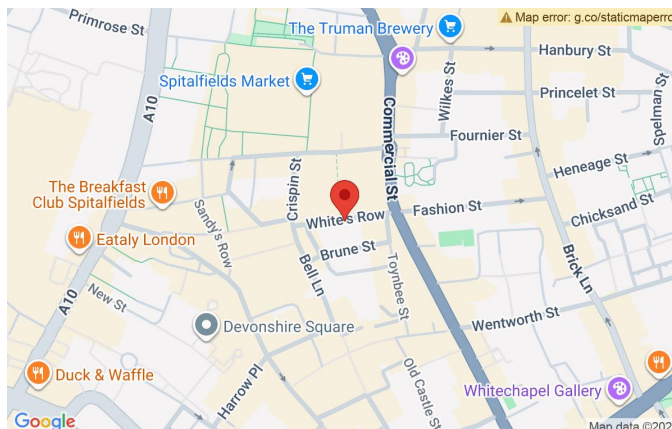 Primrose St
The Truman Brewery
Map error: g.co/staticmaperro
Hanbury St
Spitalfields Market
Wilkes St
Princelet St
Spelman St
A10
Commercial St
Fournier St
Heneage St
The Breakfast
Club Spitalfields
Crispin St
Sandy's Row
White's Row
Fashion St
Chicksand St
Eataly London
Brune St
Bell Ln
Toynbee St
Brick Ln
A10
New St
Devonshire Square
Wentworth St
Duck & Waffle
Harrow Pl
Old Castle St
Whitechapel Gallery
Google
Map data ©202